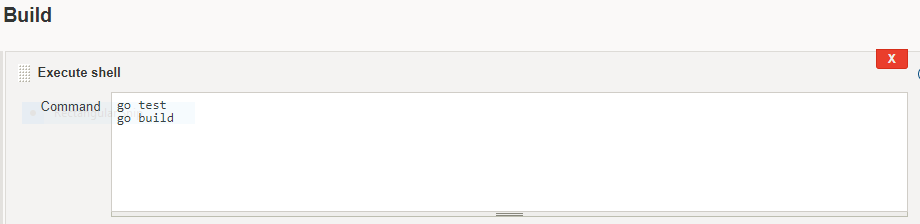 Build
X
Execute shell
Command
go test
go build